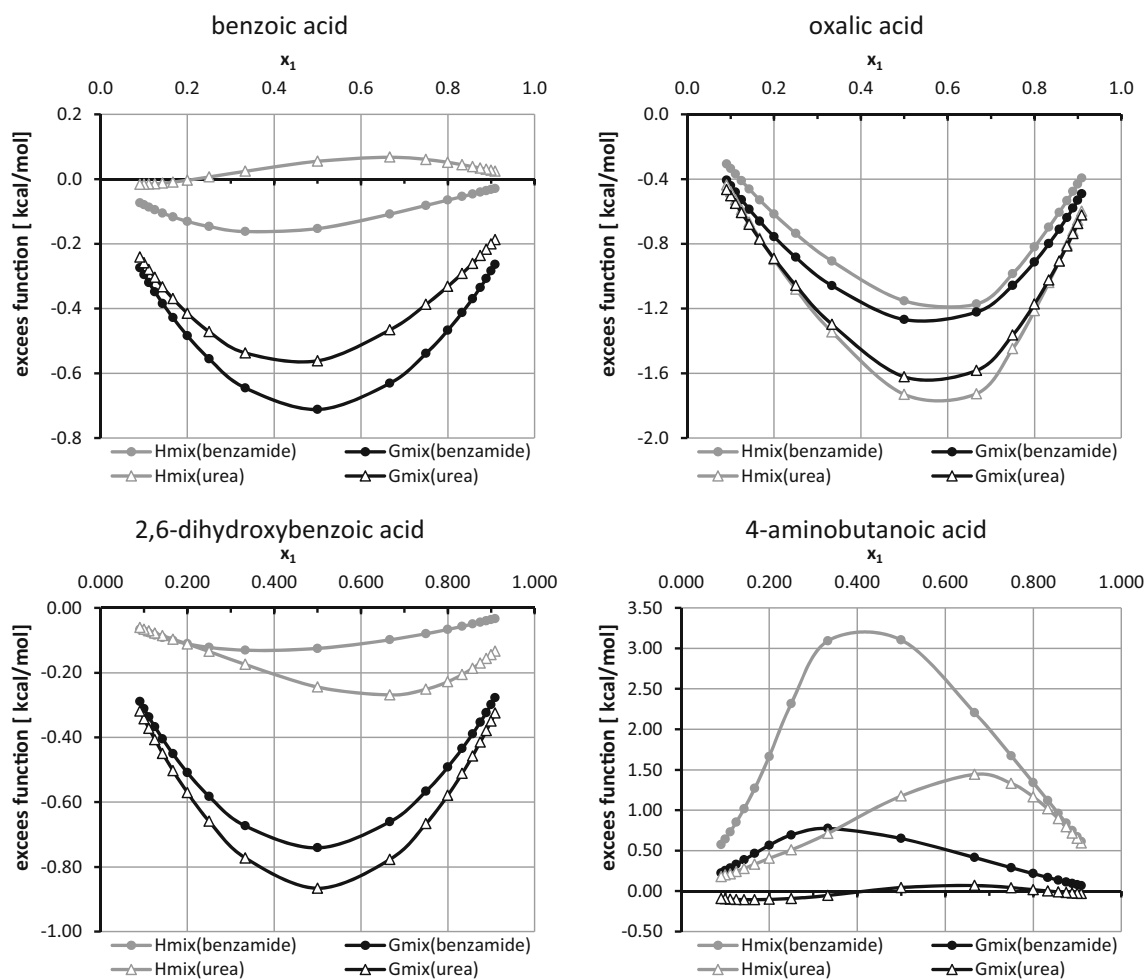 benzoic acid
x1
0.0 0.2 0.4 0.6 0.8 1.0
excees function [ kcal/mol]
0.2
0.0
-0.2
-0.4
-0.6
-0.8
Hmix(benzamide) Gmix(benzamide)
Hmix(urea) Gmix(urea)
oxalic acid
x1
0.0 0.2 0.4 0.6 0.8 1.0
excees function [ kcal/mol]
0.0
-0.4
-0.8
-1.2
-1.6
-2.0
Hmix(benzamide) Gmix(benzamide)
Hmix(urea) Gmix(urea)
2,6-dihydroxybenzoic acid
x1
0.000 0.200 0.400 0.600 0.800 1.000
excees function [ kcal/mol]
0.00
-0.20
-0.40
-0.60
-0.80
-1.00
Hmix(benzamide) Gmix(benzamide)
Hmix(urea) Gmix(urea)
4-aminobutanoic acid
x1
0.000 0.200 0.400 0.600 0.800 1.000
excees function [ kcal/mol]
3.50
3.00
2.50
2.00
1.50
1.00
0.50
0.00
-0.50
Hmix(benzamide) Gmix(benzamide)
Hmix(urea) Gmix(urea)